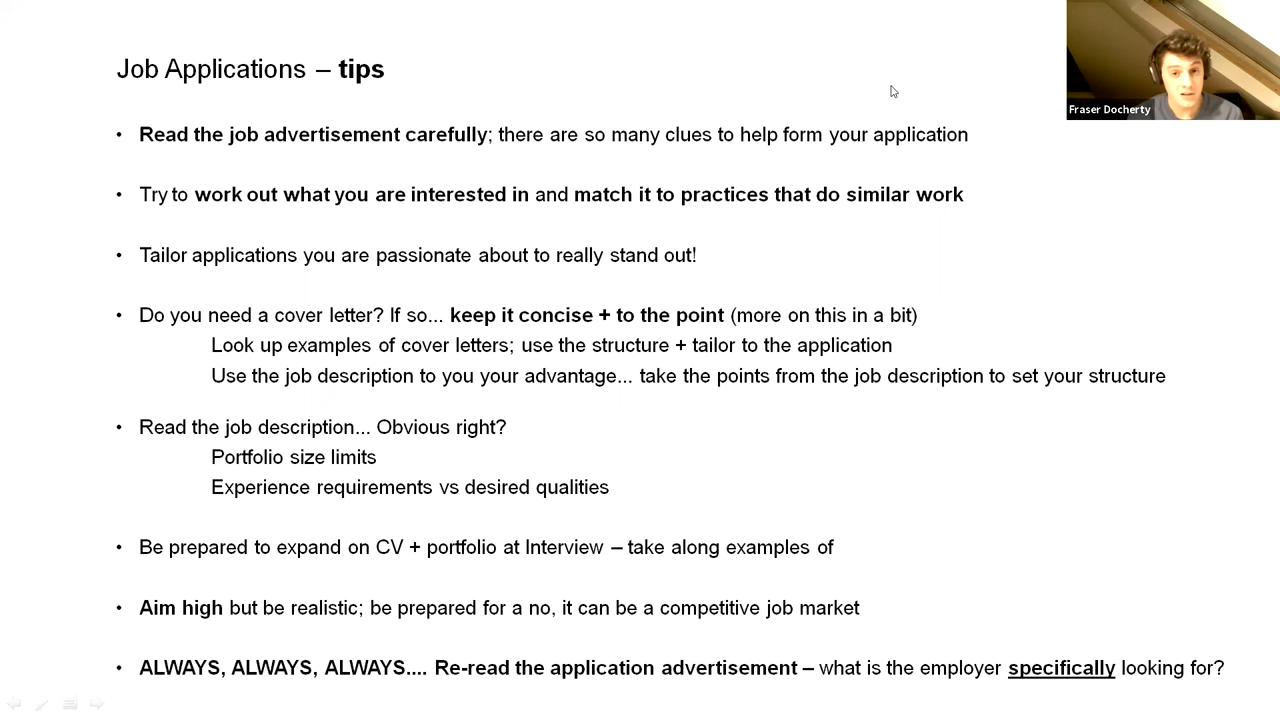 Job Applications – tips
Fraser Docherty
• Read the job advertisement carefully; there are so many clues to help form your application
• Try to work out what you are interested in and match it to practices that do similar work
• Tailor applications you are passionate about to really stand out!
• Do you need a cover letter? If so... keep it concise + to the point (more on this in a bit)
Look up examples of cover letters; use the structure + tailor to the application
Use the job description to you your advantage... take the points from the job description to set your structure
• Read the job description... Obvious right?
Portfolio size limits
Experience requirements vs desired qualities
• Be prepared to expand on CV + portfolio at Interview – take along examples of
• Aim high but be realistic; be prepared for a no, it can be a competitive job market
• ALWAYS, ALWAYS, ALWAYS.... Re-read the application advertisement – what is the employer specifically looking for?